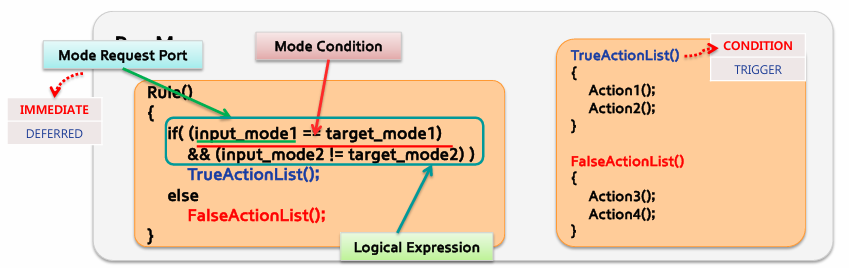 Mode Request Port
Mode Condition
IMMEDIATE
DEFERRED
Rule()
{
if( (input_mode1 == target_mode1)
&& (input_mode2 != target_mode2) )
TrueActionList();
else
FalseActionList();
}
Logical Expression
TrueActionList()
{
Action1();
Action2();
}
CONDITION
TRIGGER
FalseActionList()
{
Action3();
Action4();
}